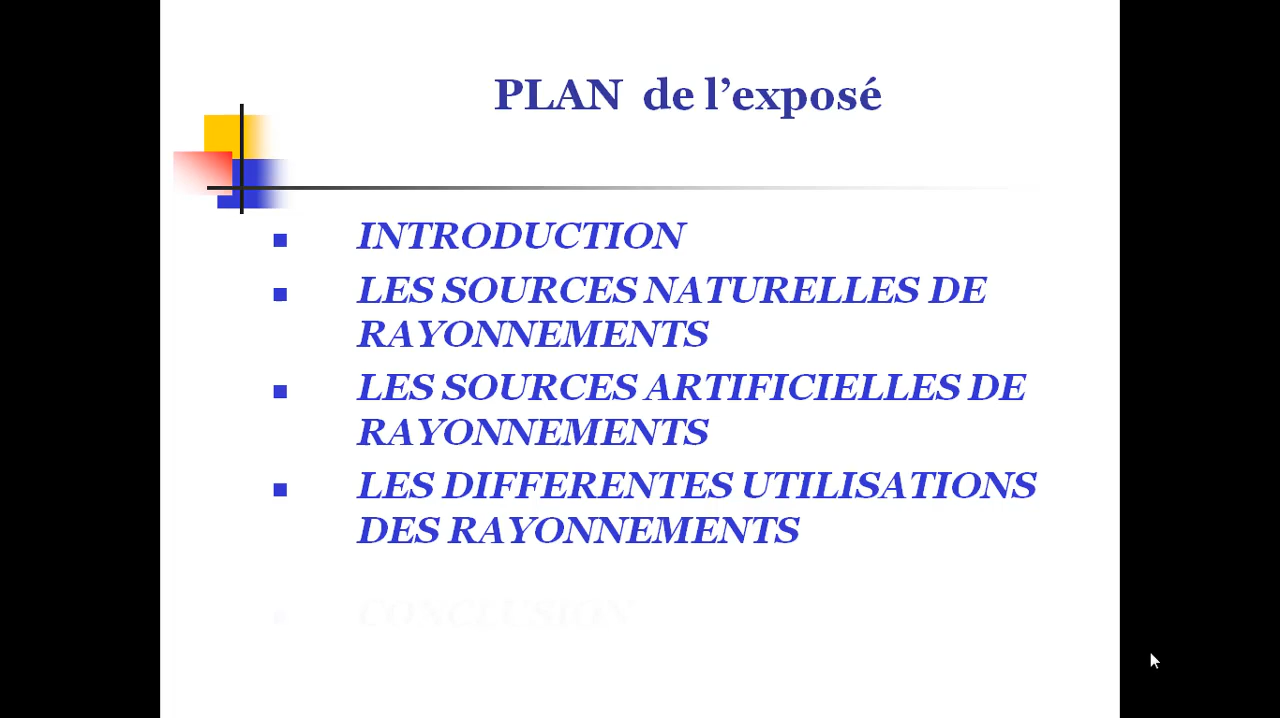 PLAN de l’exposé
INTRODUCTION
LES SOURCES NATURELLES DE
RAYONNEMENTS
LES SOURCES ARTIFICIELLES DE
RAYONNEMENTS
LES DIFFERENTES UTILISATIONS
DES RAYONNEMENTS
CONCLUSION